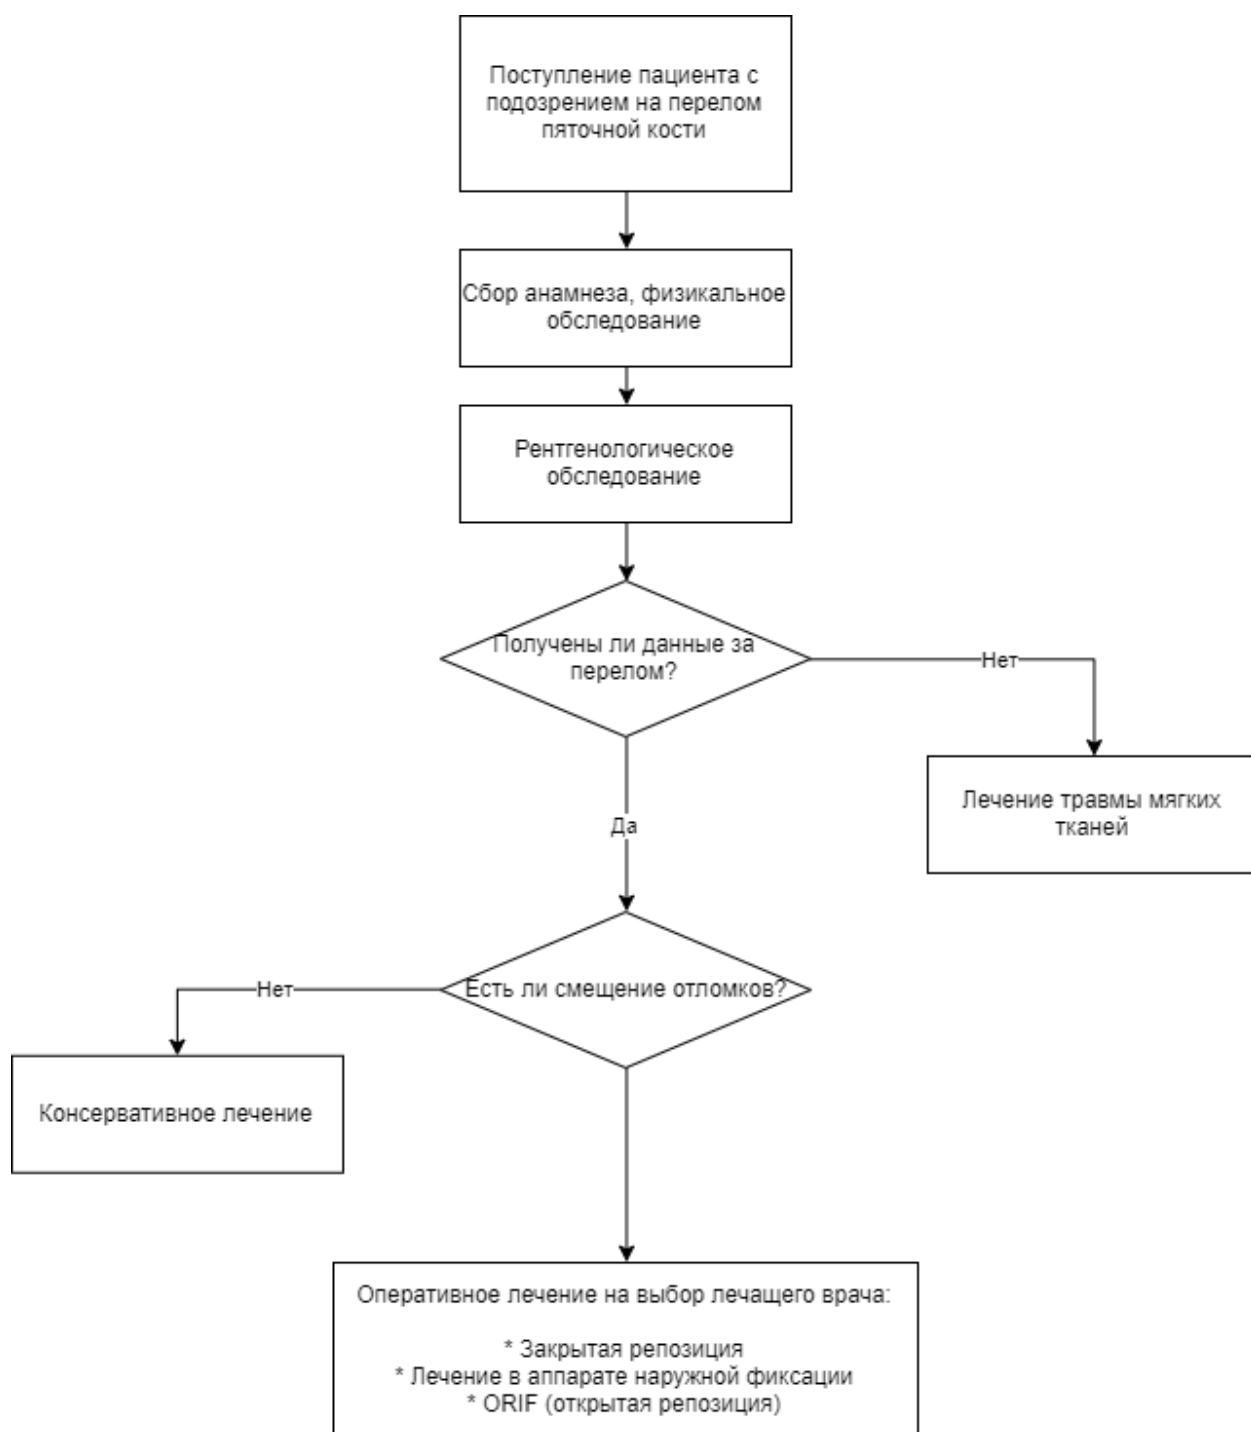 Поступление пациента с
подозрением на перелом
пяточной кости
Сбор анамнеза, физикальное
обследование
Рентгенологическое
обследование
Получены ли данные за
перелом?
Нет
Лечение травмы мягких
тканей
Да
Есть ли смещение отломков?
Нет
Консервативное лечение
Оперативное лечение на выбор лечащего врача:
* Закрытая репозиция
* Лечение в аппарате наружной фиксации
* ORIF (открытая репозиция)